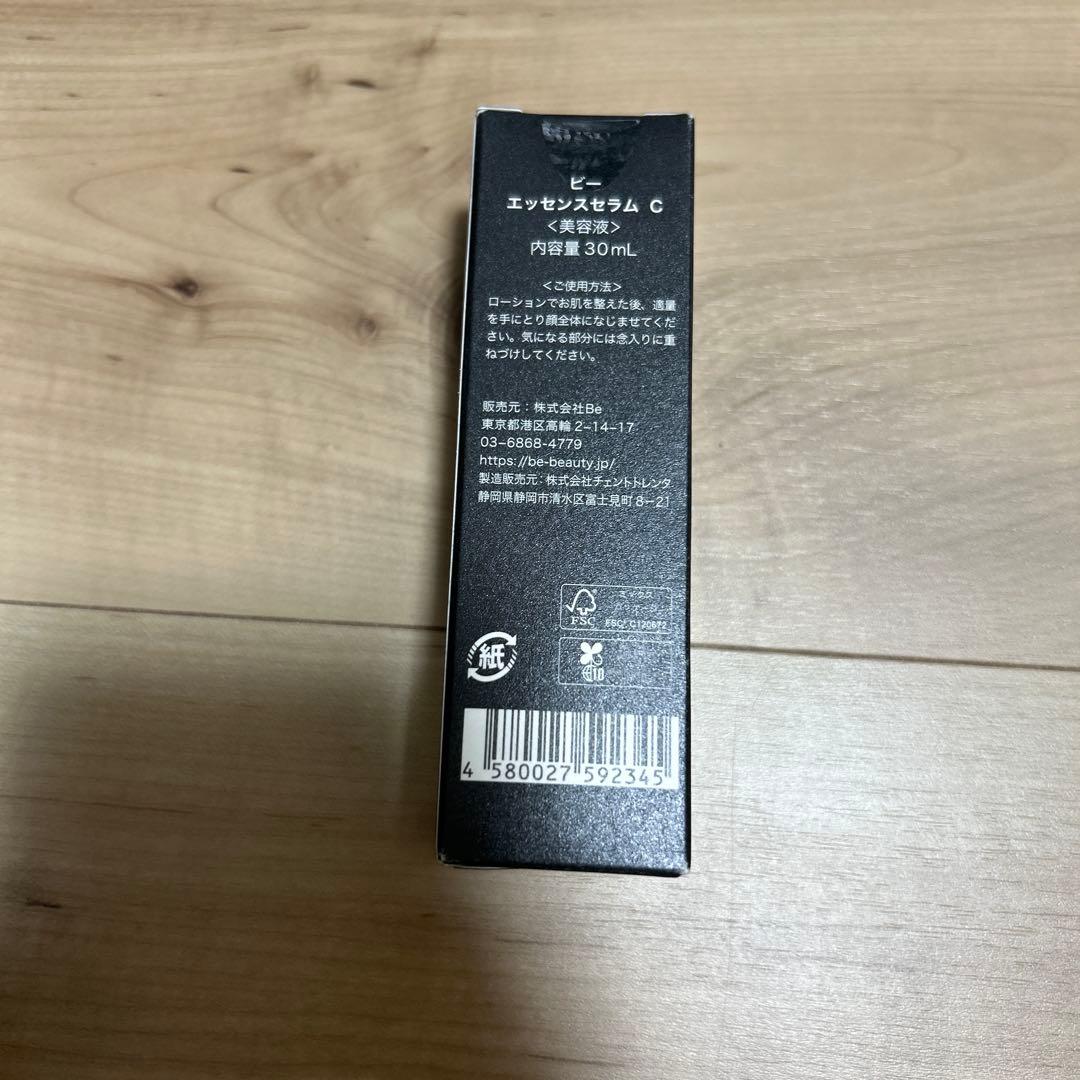 ビー
エッセンスセラム C
<美容液>
内容量 30mL
<ご使用方法>
ローションでお肌を整えた後、適量
を手にとり顔全体になじませてくだ
さい。気になる部分には念入りに重
ねづけしてください。
販売元：株式会社Be
東京都港区高輪2-14-17
03-6868-4779
https://be-beauty.jp/
製造販売元：株式会社チェントトレンタ
静岡県静岡市清水区富士見町8-21
ミックス
FSC
FSC® C120672
紙
4 580027 592345